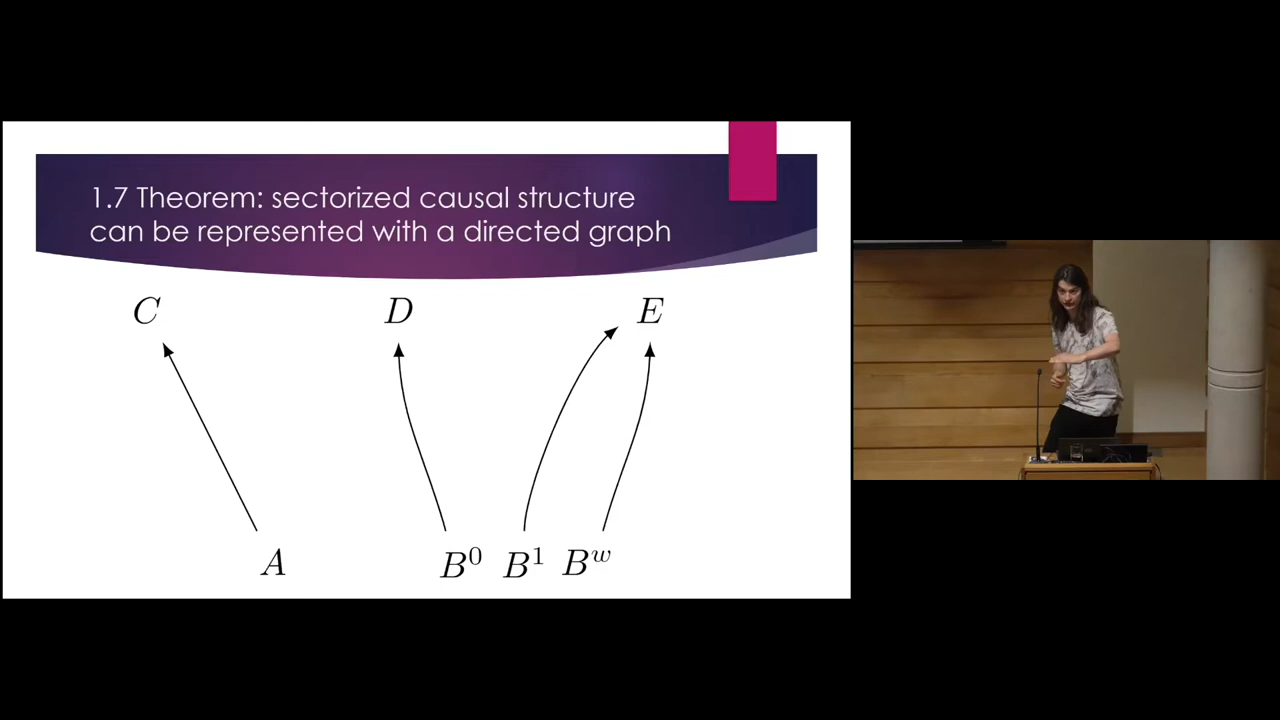 1.7 Theorem: sectorized causal structure
can be represented with a directed graph
C D E
A B⁰ B¹ Bʷ